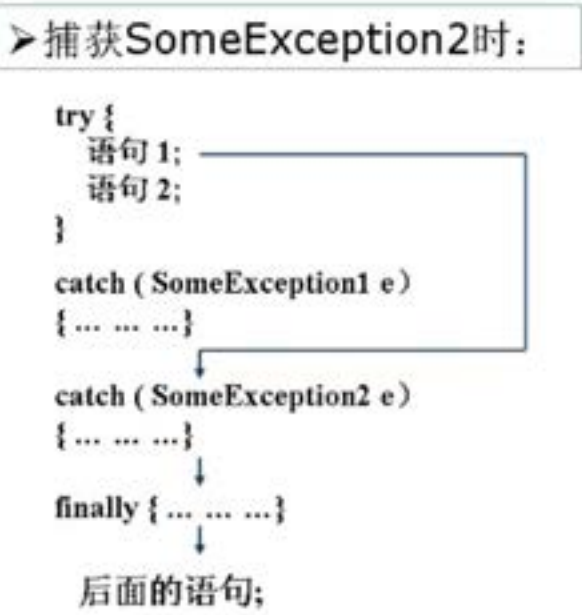 ➢捕获SomeException2时：
try {
语句 1;
语句 2;
}
catch ( SomeException1 e）
{ ... ... ...}
catch ( SomeException2 e）
{ ... ... ...}
finally { ... ... ...}
后面的语句;